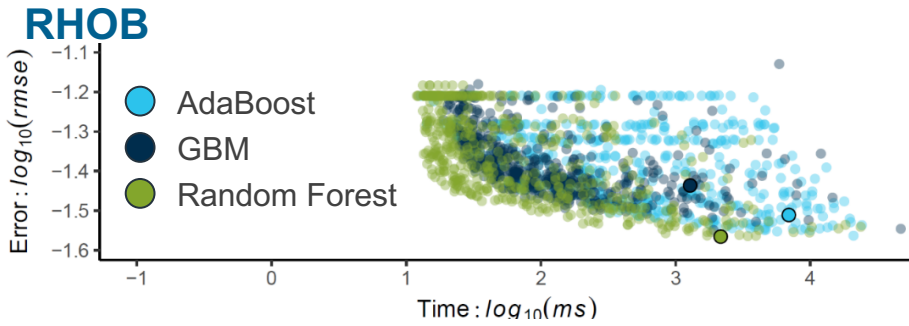 RHOB
−1.1
−1.2
−1.3
−1.4
−1.5
−1.6
Error : log10(rmse)
AdaBoost
GBM
Random Forest
−1 0 1 2 3 4
Time : log10(ms)